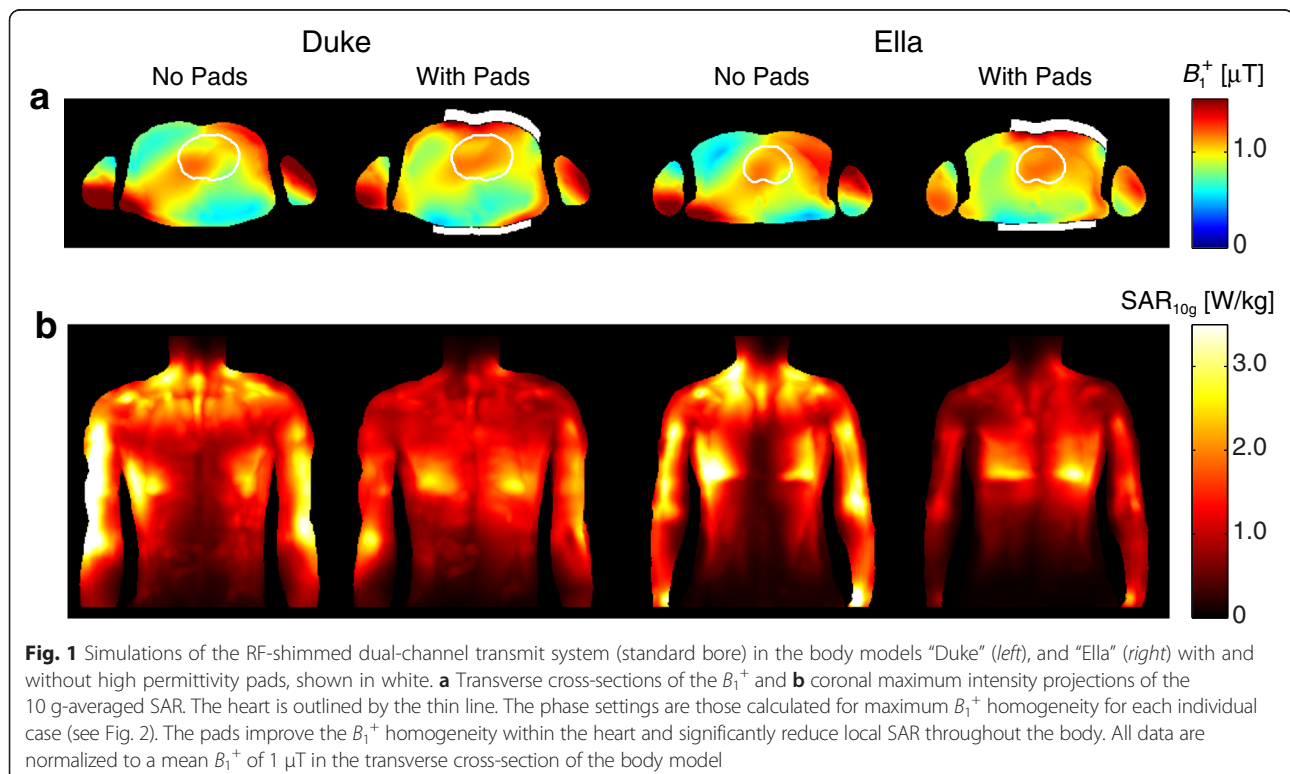 Duke
Ella
No Pads
With Pads
No Pads
With Pads
B₁⁺ [μT]
a
1.0
0
SAR₁₀g [W/kg]
b
3.0
2.0
1.0
0
Fig. 1 Simulations of the RF-shimmed dual-channel transmit system (standard bore) in the body models “Duke” (left), and “Ella” (right) with and
without high permittivity pads, shown in white. a Transverse cross-sections of the B₁⁺ and b coronal maximum intensity projections of the
10 g-averaged SAR. The heart is outlined by the thin line. The phase settings are those calculated for maximum B₁⁺ homogeneity for each individual
case (see Fig. 2). The pads improve the B₁⁺ homogeneity within the heart and significantly reduce local SAR throughout the body. All data are
normalized to a mean B₁⁺ of 1 μT in the transverse cross-section of the body model